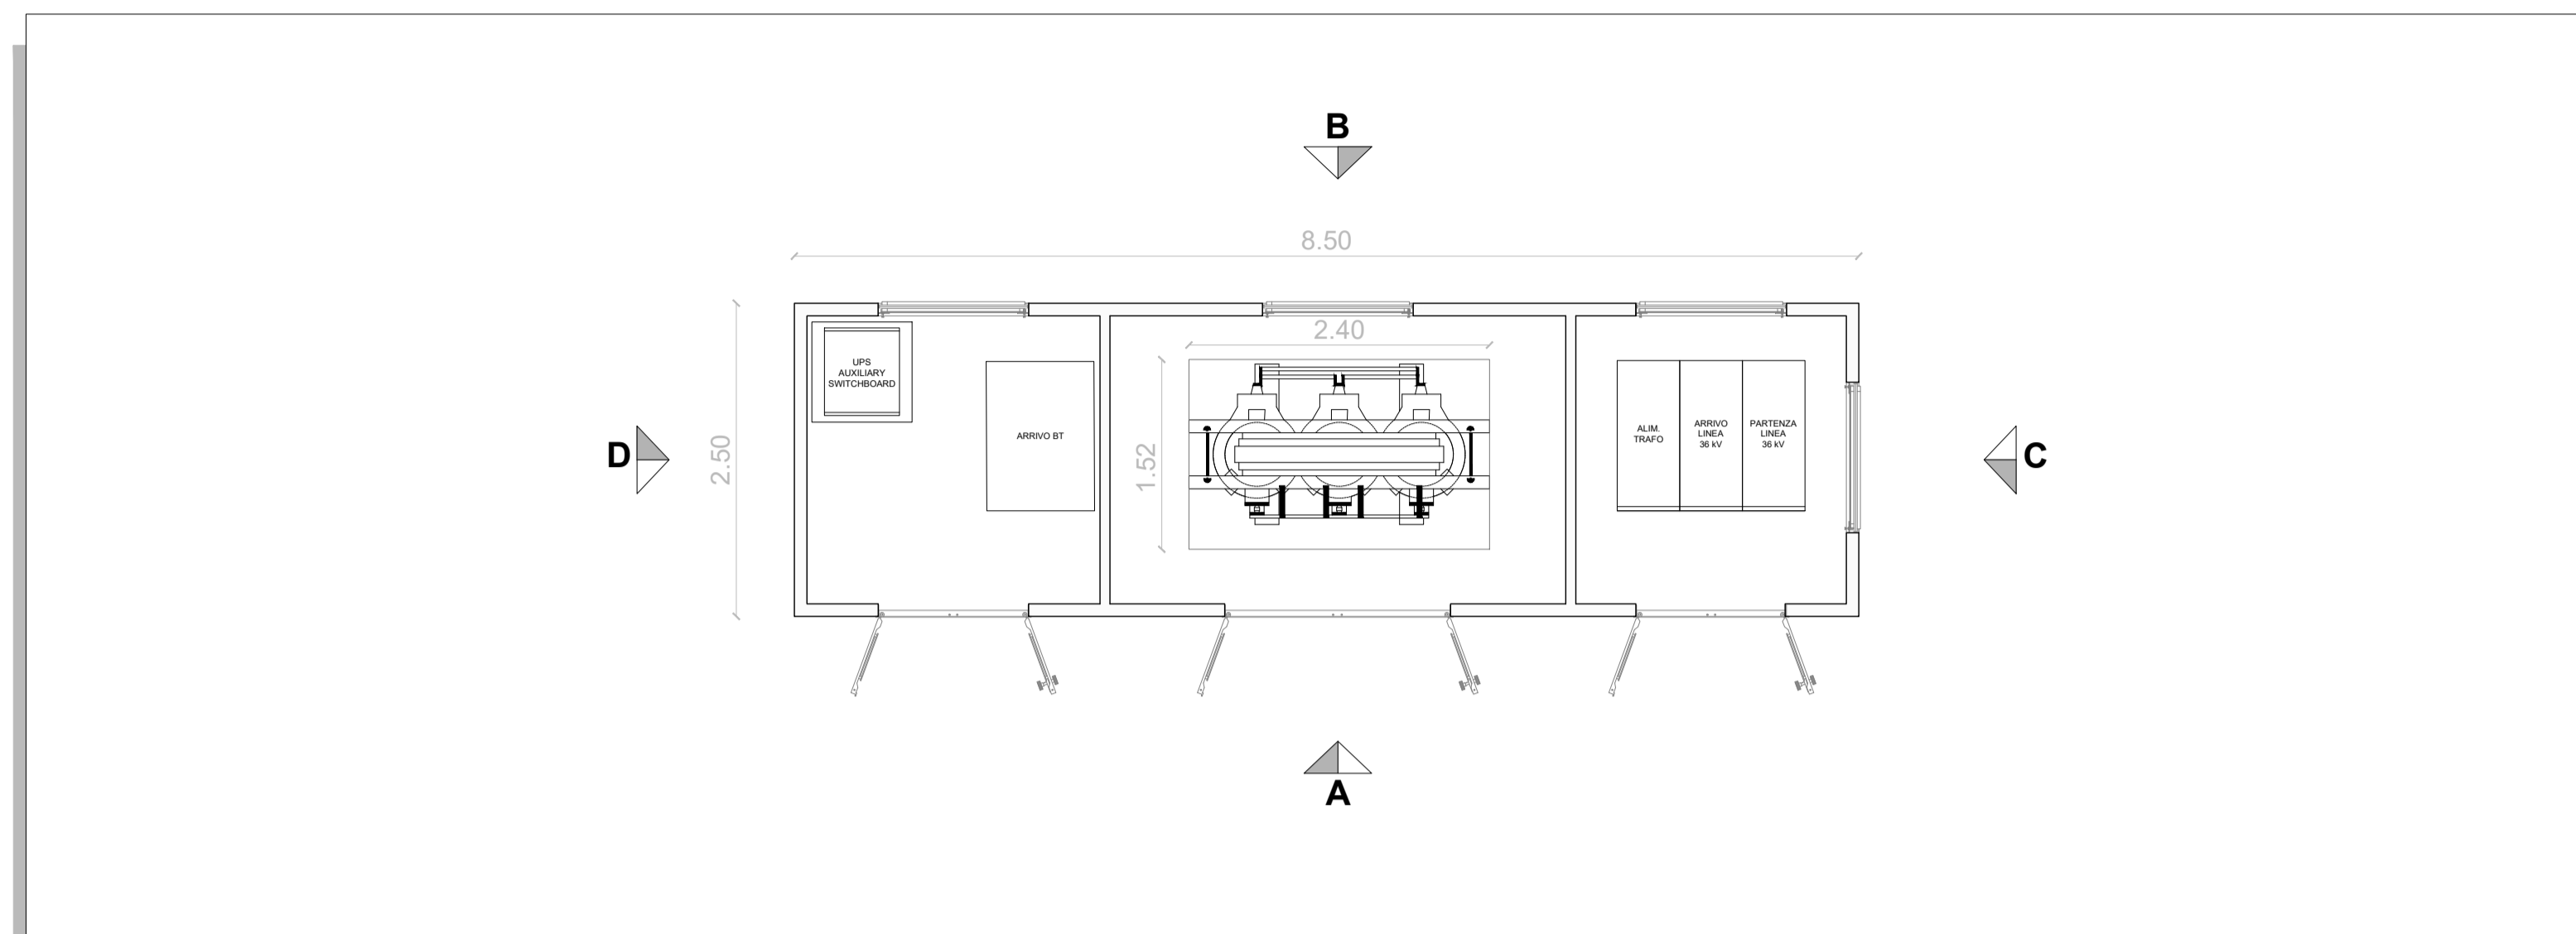 B
8.50
2.40
UPS
AUXILIARY
SWITCHBOARD
ARRIVO BT
ALIM.
TRAFO
ARRIVO
LINEA
36 kV
PARTENZA
LINEA
36 kV
D
2.50
1.52
C
A